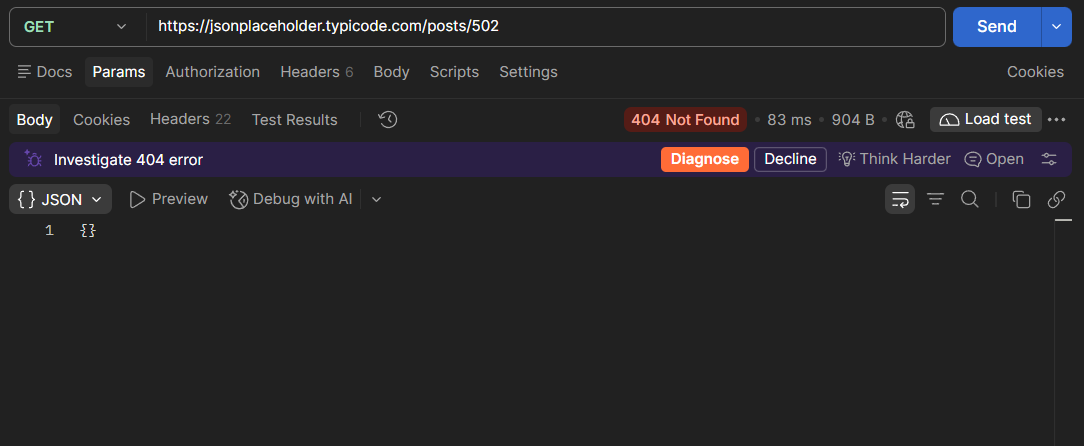 GET https://jsonplaceholder.typicode.com/posts/502 Send
Docs Params Authorization Headers 6 Body Scripts Settings Cookies
Body Cookies Headers 22 Test Results 404 Not Found • 83 ms • 904 B • Load test
Investigate 404 error Diagnose Decline Think Harder Open
{} JSON Preview Debug with AI
1 {}